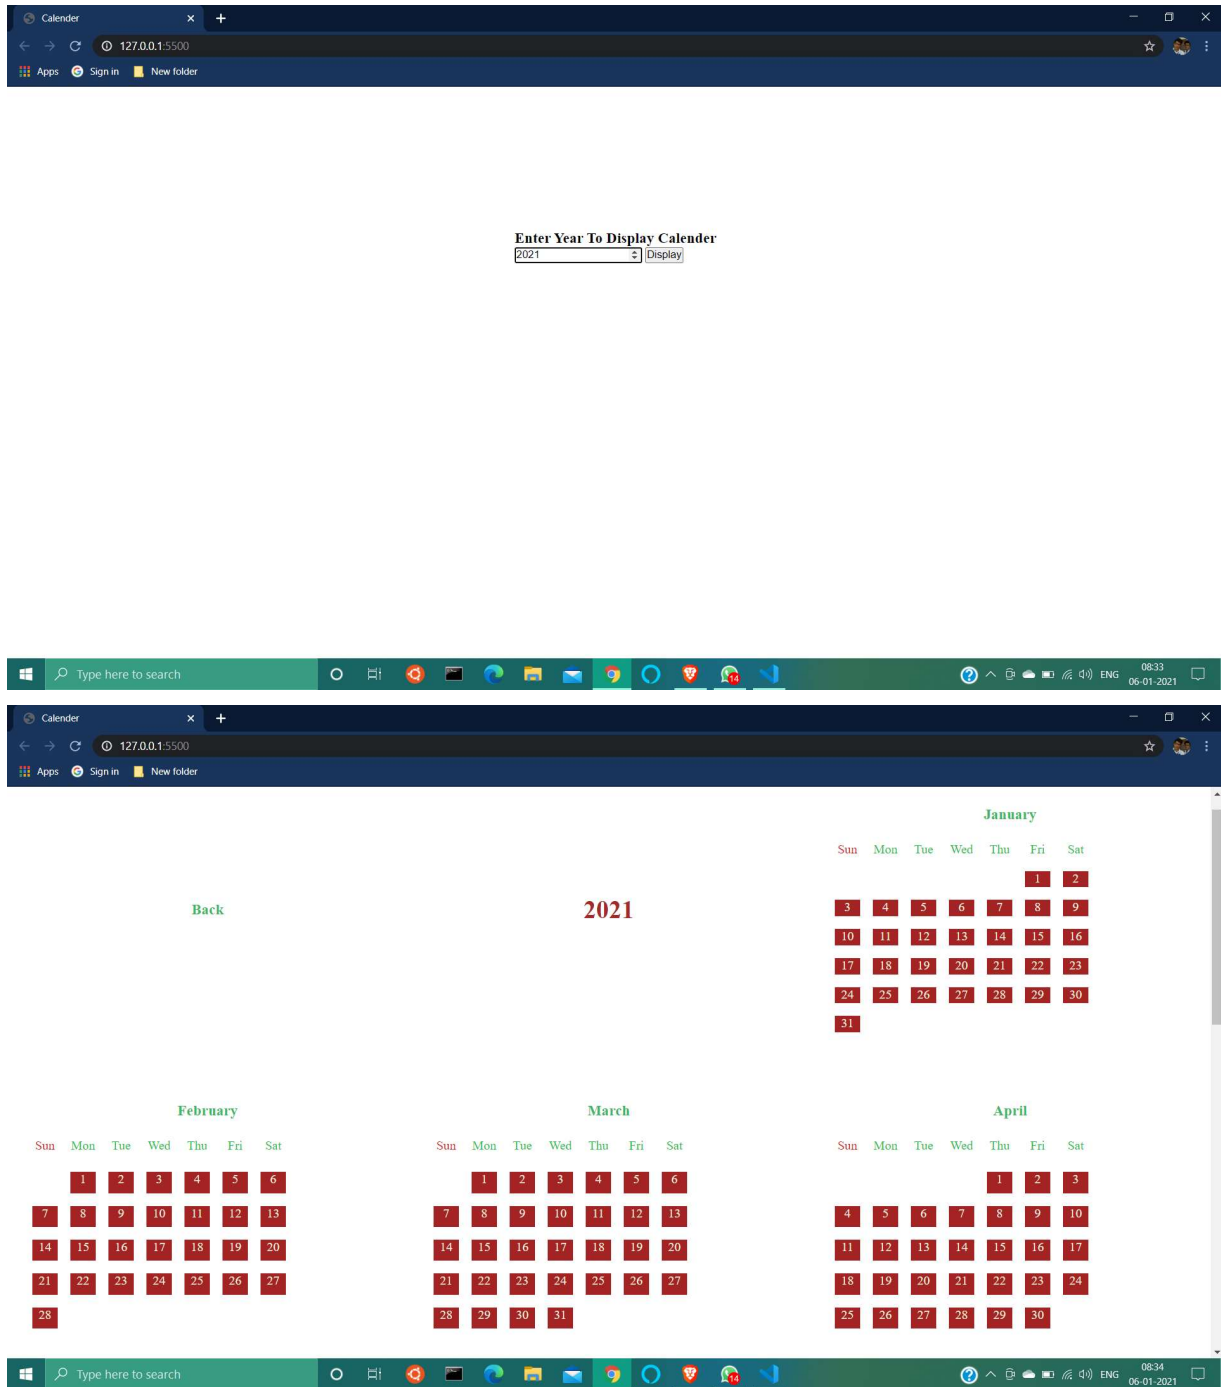 Calender
127.0.0.1:5500
Apps Sign in New folder
Enter Year To Display Calender
2021 Display
Type here to search
14
ENG
08:33
06-01-2021
Calender
127.0.0.1:5500
Apps Sign in New folder
Back
2021
January
Sun Mon Tue Wed Thu Fri Sat
1 2
3 4 5 6 7 8 9
10 11 12 13 14 15 16
17 18 19 20 21 22 23
24 25 26 27 28 29 30
31
February
Sun Mon Tue Wed Thu Fri Sat
1 2 3 4 5 6
7 8 9 10 11 12 13
14 15 16 17 18 19 20
21 22 23 24 25 26 27
28
March
Sun Mon Tue Wed Thu Fri Sat
1 2 3 4 5 6
7 8 9 10 11 12 13
14 15 16 17 18 19 20
21 22 23 24 25 26 27
28 29 30 31
April
Sun Mon Tue Wed Thu Fri Sat
1 2 3
4 5 6 7 8 9 10
11 12 13 14 15 16 17
18 19 20 21 22 23 24
25 26 27 28 29 30
Type here to search
14
ENG
08:34
06-01-2021